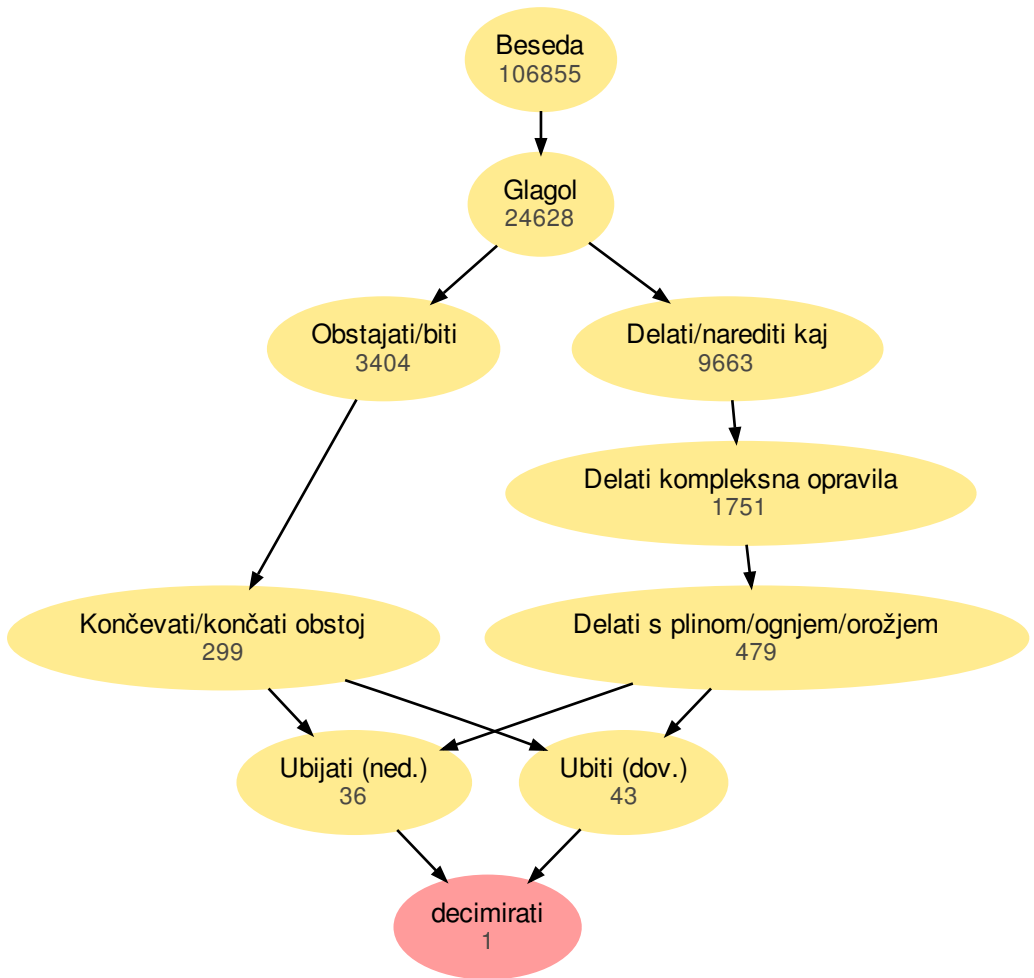 Beseda
106855
Glagol
24628
Obstajati/biti
3404
Delati/narediti kaj
9663
Delati kompleksna opravila
1751
Končevati/končati obstoj
299
Delati s plinom/ognjem/orožjem
479
Ubijati (ned.)
36
Ubiti (dov.)
43
decimirati
1